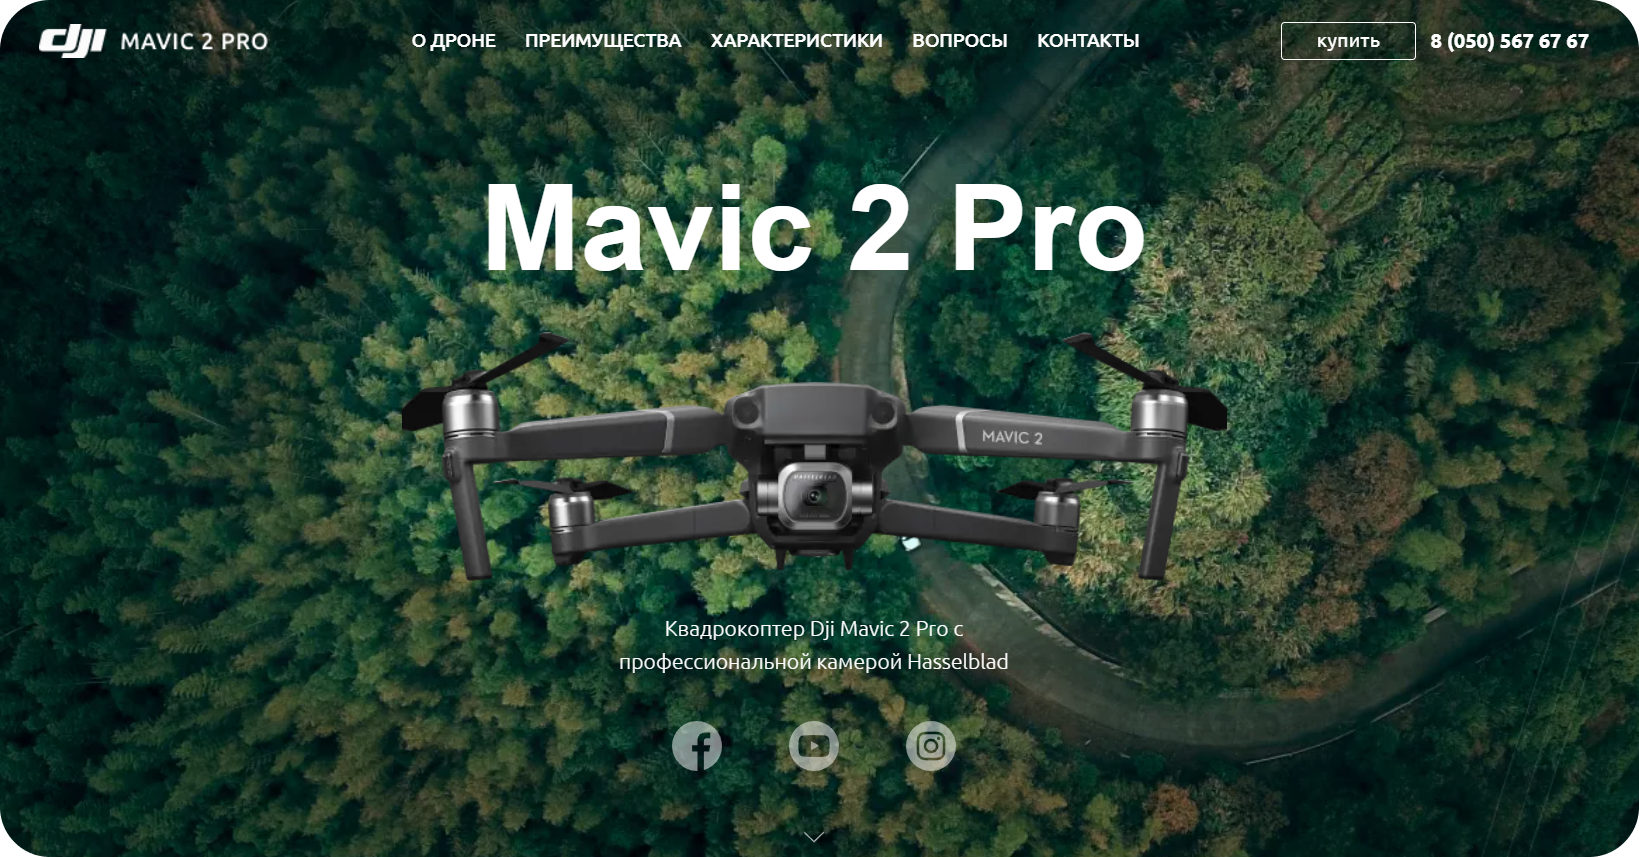 dji MAVIC 2 PRO
О ДРОНЕ ПРЕИМУЩЕСТВА ХАРАКТЕРИСТИКИ ВОПРОСЫ КОНТАКТЫ
купить 8 (050) 567 67 67
Mavic 2 Pro
MAVIC 2
HASSELBLAD
Квадрокоптер Dji Mavic 2 Pro с
профессиональной камерой Hasselblad